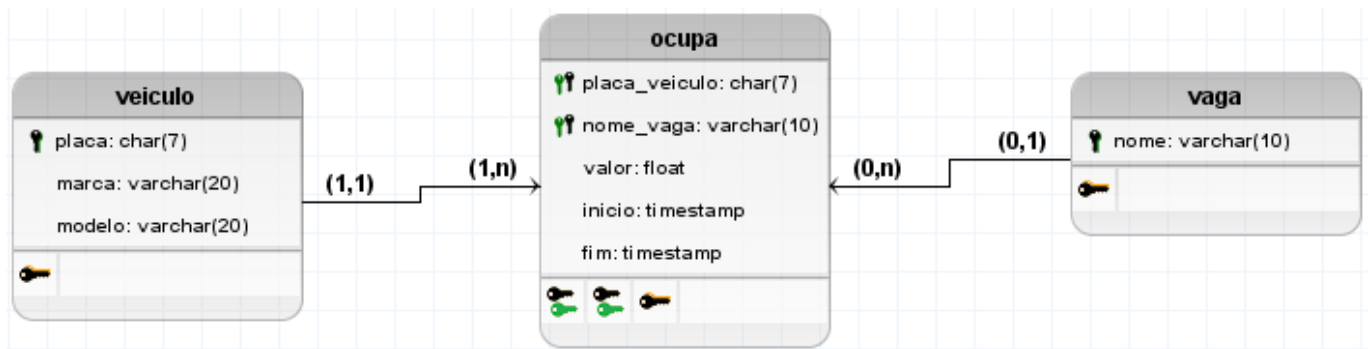 veiculo
placa: char(7)
marca: varchar(20)
modelo: varchar(20)
(1,1)
(1,n)
ocupa
placa_veiculo: char(7)
nome_vaga: varchar(10)
valor: float
inicio: timestamp
fim: timestamp
(0,n)
(0,1)
vaga
nome: varchar(10)